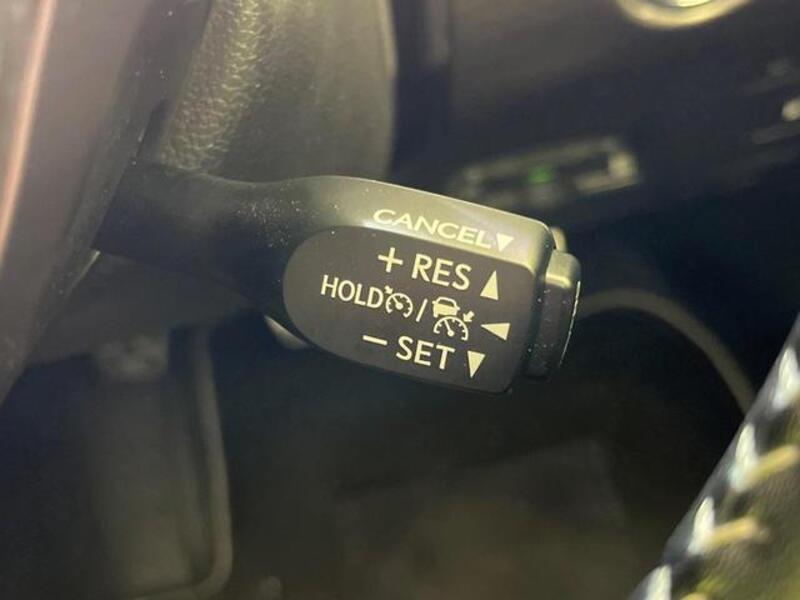 CANCEL▼
+ RES ▲
HOLD / ◀
− SET ▼